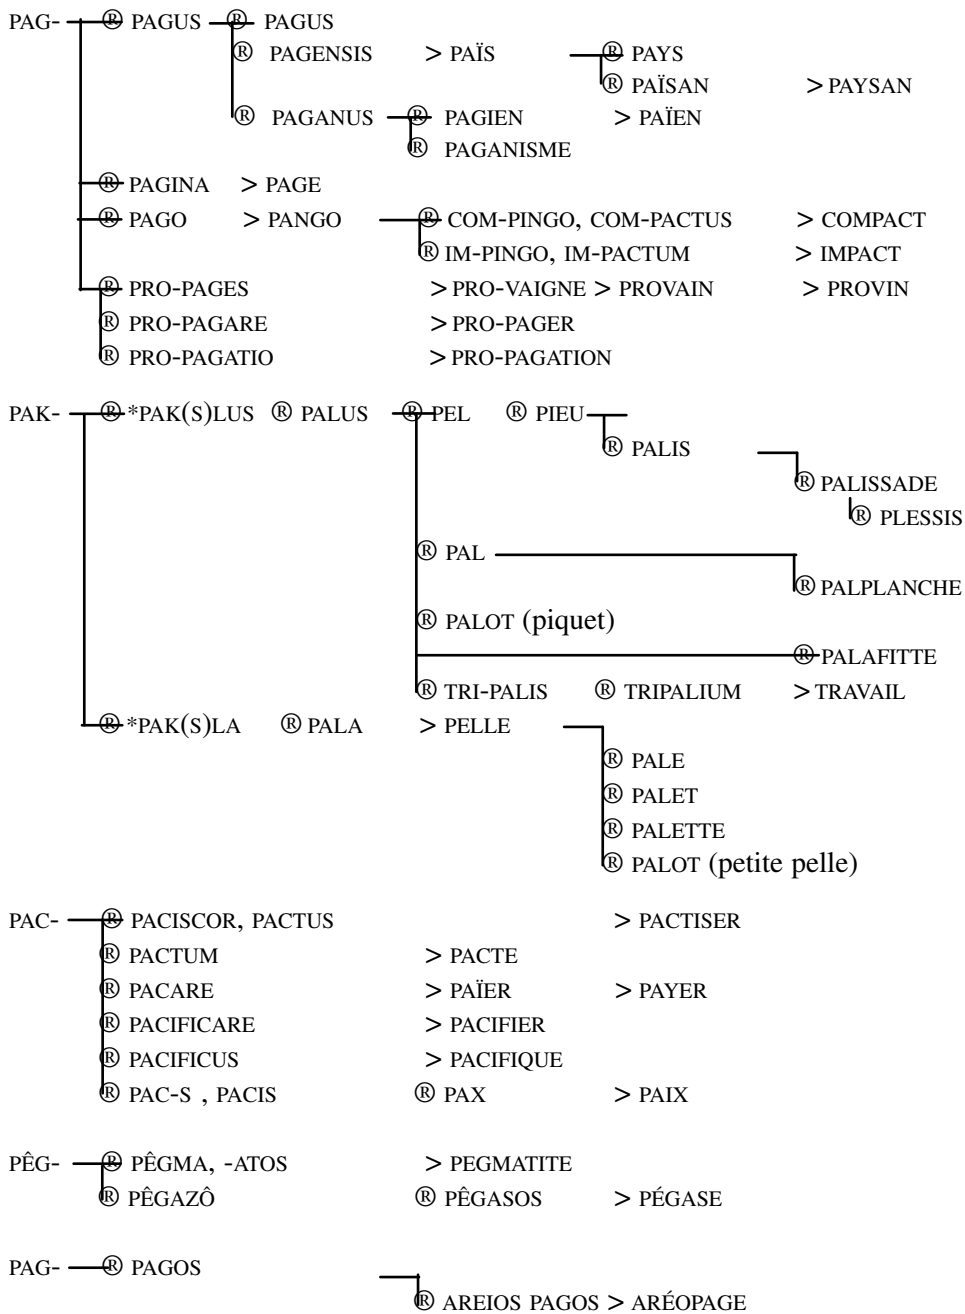 PAG- ® PAGUS ® PAGUS
® PAGENSIS > PAÏS ® PAYS
® PAÏSAN > PAYSAN
® PAGANUS ® PAGIEN > PAÏEN
® PAGANISME
® PAGINA > PAGE
® PAGO > PANGO ® COM-PINGO, COM-PACTUS > COMPACT
® IM-PINGO, IM-PACTUM > IMPACT
® PRO-PAGES > PRO-VAIGNE > PROVAIN > PROVIN
® PRO-PAGARE > PRO-PAGER
® PRO-PAGATIO > PRO-PAGATION
PAK- ® *PAK(S)LUS ® PALUS ® PEL ® PIEU
® PALIS
® PALISSADE
® PLESSIS
® PAL
® PALPLANCHE
® PALOT (piquet)
® PALAFITTE
® TRI-PALIS ® TRIPALIUM > TRAVAIL
® *PAK(S)LA ® PALA > PELLE
® PALE
® PALET
® PALETTE
® PALOT (petite pelle)
PAC- ® PACISCOR, PACTUS > PACTISER
® PACTUM > PACTE
® PACARE > PAÏER > PAYER
® PACIFICARE > PACIFIER
® PACIFICUS > PACIFIQUE
® PAC-S , PACIS ® PAX > PAIX
PÊG- ® PÊGMA, -ATOS > PEGMATITE
® PÊGAZÔ ® PÊGASOS > PÉGASE
PAG- ® PAGOS
® AREIOS PAGOS > ARÉOPAGE